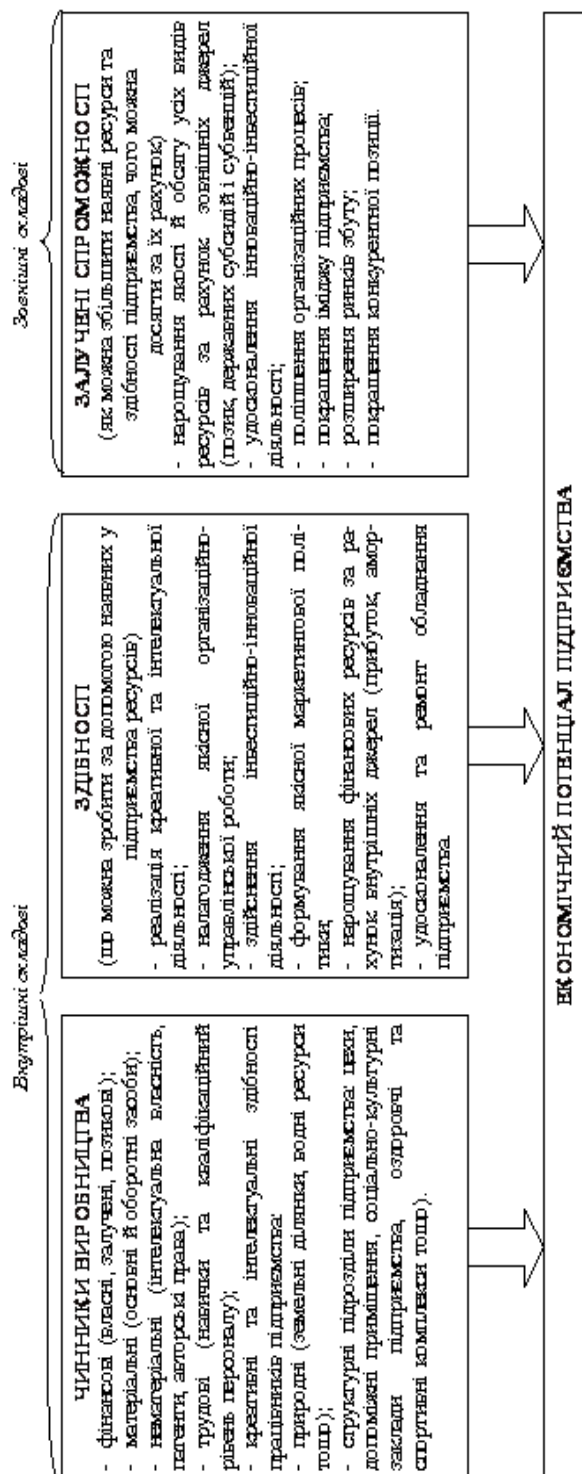 Внутрішні складові
ЧИННИКИ ВИРОБНИЦТВА
- фінансові (власні, залучені, позикові);
- матеріальні (основні й оборотні засоби);
- нематеріальні (інтелектуальна власність,
патенти, авторські права);
- трудові (навички та кваліфікаційний
рівень персоналу);
- креативні та інтелектуальні здібності
працівників підприємства:
- природні (земельні ділянки, водні ресурси
тощо);
- структурні підрозділи підприємства: цехи,
допоміжні приміщення, соціально-культурні
заклади підприємства, оздоровчі та
спортивні комплекси тощо).
ЗДІБНОСТІ
(що можна зробити за допомогою наявних у
підприємства ресурсів)
- реалізація креативної та інтелектуальної
діяльності;
- налагодження якісної організаційно-
управлінської роботи;
- здійснення інвестиційно-інноваційної
діяльності;
- формування якісної маркетингової полі-
тики;
- нарощування фінансових ресурсів за ра-
хунок внутрішніх джерел (прибуток, амор-
тизація);
- удосконалення та ремонт обладнання
підприємства.
Зовнішні складові
ЗАЛУЧЕНІ СПРОМОЖНОСТІ
(як можна збільшити наявні ресурси та
здібності підприємства, чого можна
досягти за їх рахунок)
- нарощування якості й обсягу усіх видів
ресурсів за рахунок зовнішніх джерел
(позик, державних субсидій і субвенцій);
- удосконалення інноваційно-інвестиційної
діяльності;
- поліпшення організаційних процесів;
- покращення іміджу підприємства;
- розширення ринків збуту;
- покращення конкурентної позиції.
ЕКОНОМІЧНИЙ ПОТЕНЦІАЛ ПІДПРИЄМСТВА